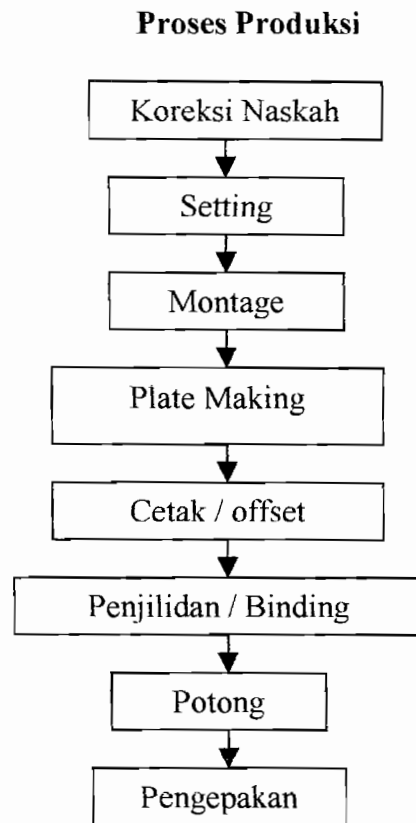 Proses Produksi
Koreksi Naskah
Setting
Montage
Plate Making
Cetak / offset
Penjilidan / Binding
Potong
Pengepakan